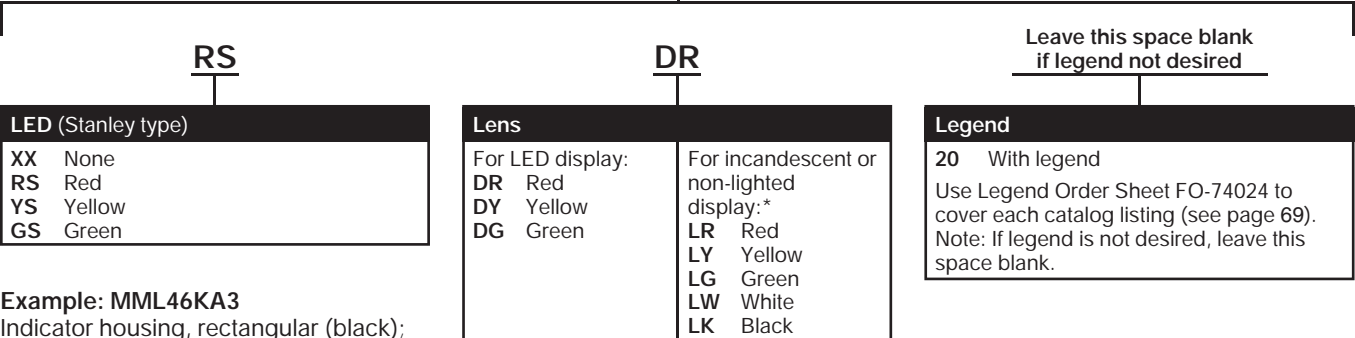 RS
DR
Leave this space blank
if legend not desired
LED (Stanley type)
XX None
RS Red
YS Yellow
GS Green
Example: MML46KA3
Indicator housing, rectangular (black);
Lens
For LED display:
DR Red
DY Yellow
DG Green
For incandescent or
non-lighted
display:*
LR Red
LY Yellow
LG Green
LW White
LK Black
Legend
20 With legend
Use Legend Order Sheet FO-74024 to
cover each catalog listing (see page 69).
Note: If legend is not desired, leave this
space blank.